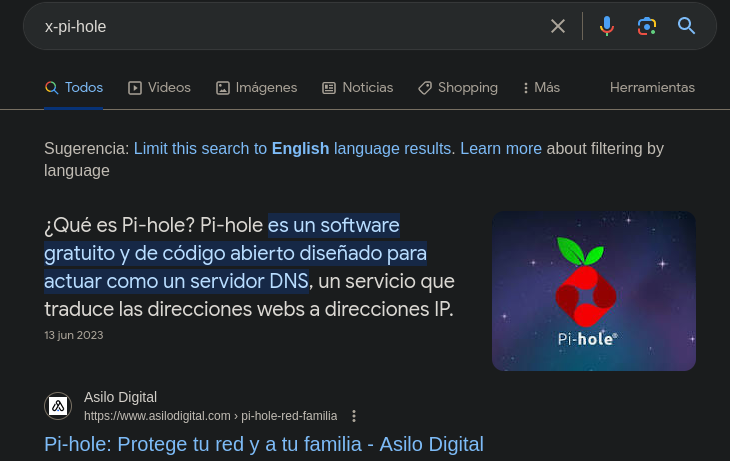 x-pi-hole
Todos
Videos
Imágenes
Noticias
Shopping
Más
Herramientas
Sugerencia: Limit this search to English language results. Learn more about filtering by
language
¿Qué es Pi-hole? Pi-hole es un software
gratuito y de código abierto diseñado para
actuar como un servidor DNS, un servicio que
traduce las direcciones webs a direcciones IP.
13 jun 2023
Pi-hole®
Asilo Digital
https://www.asilodigital.com › pi-hole-red-familia
Pi-hole: Protege tu red y a tu familia - Asilo Digital